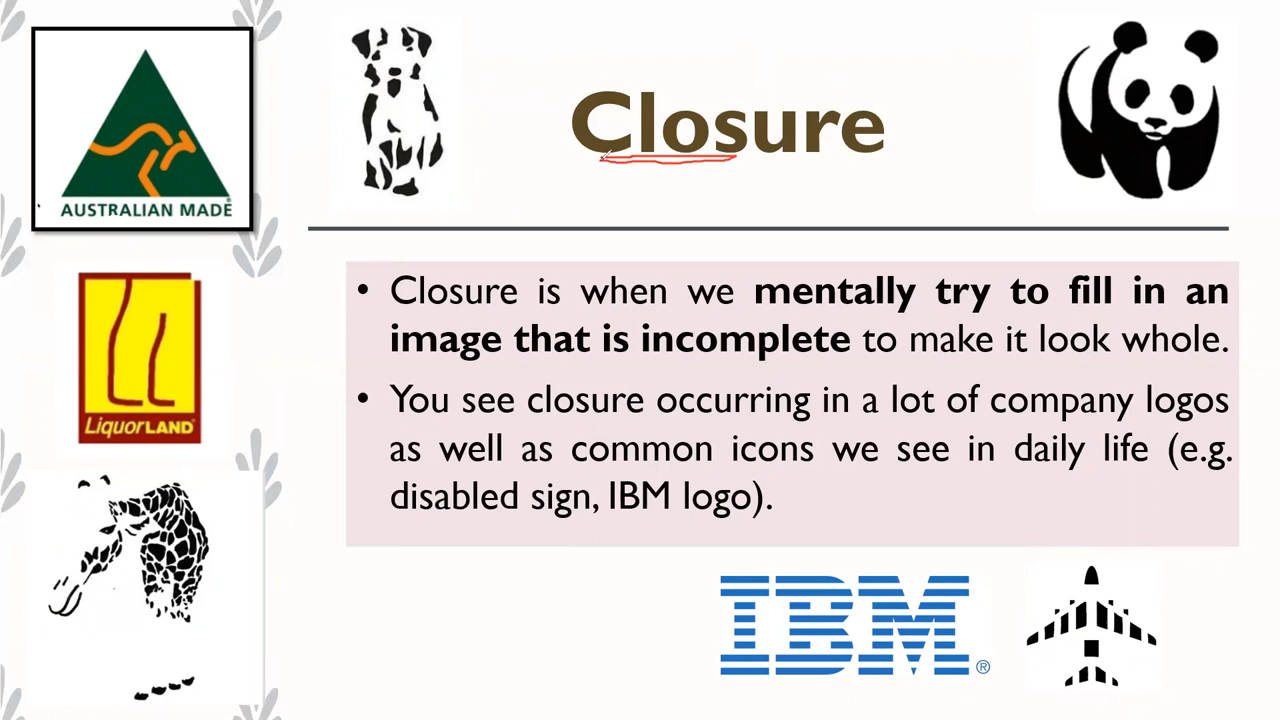 Closure
AUSTRALIAN MADE
LiquorLAND
• Closure is when we mentally try to fill in an
image that is incomplete to make it look whole.
• You see closure occurring in a lot of company logos
as well as common icons we see in daily life (e.g.
disabled sign, IBM logo).
IBM®